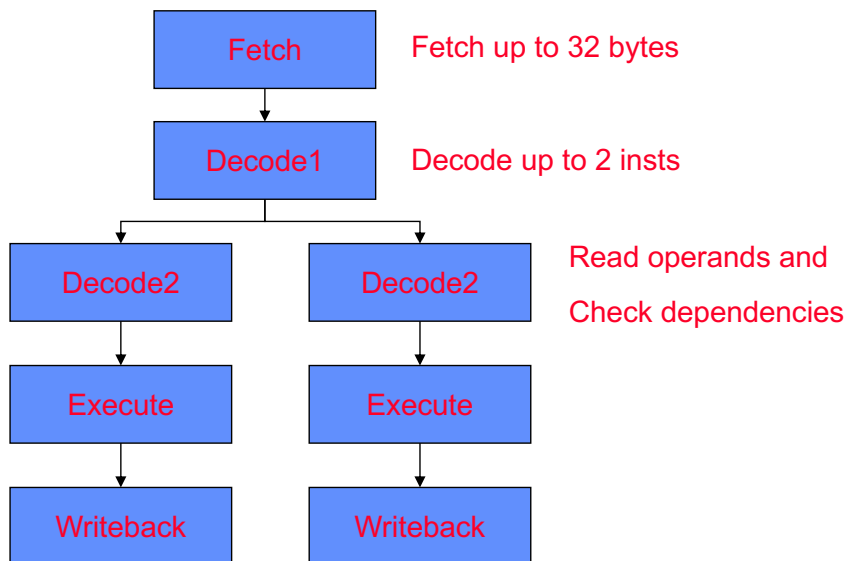 Fetch
Fetch up to 32 bytes
Decode1
Decode up to 2 insts
Decode2
Decode2
Read operands and
Check dependencies
Execute
Execute
Writeback
Writeback